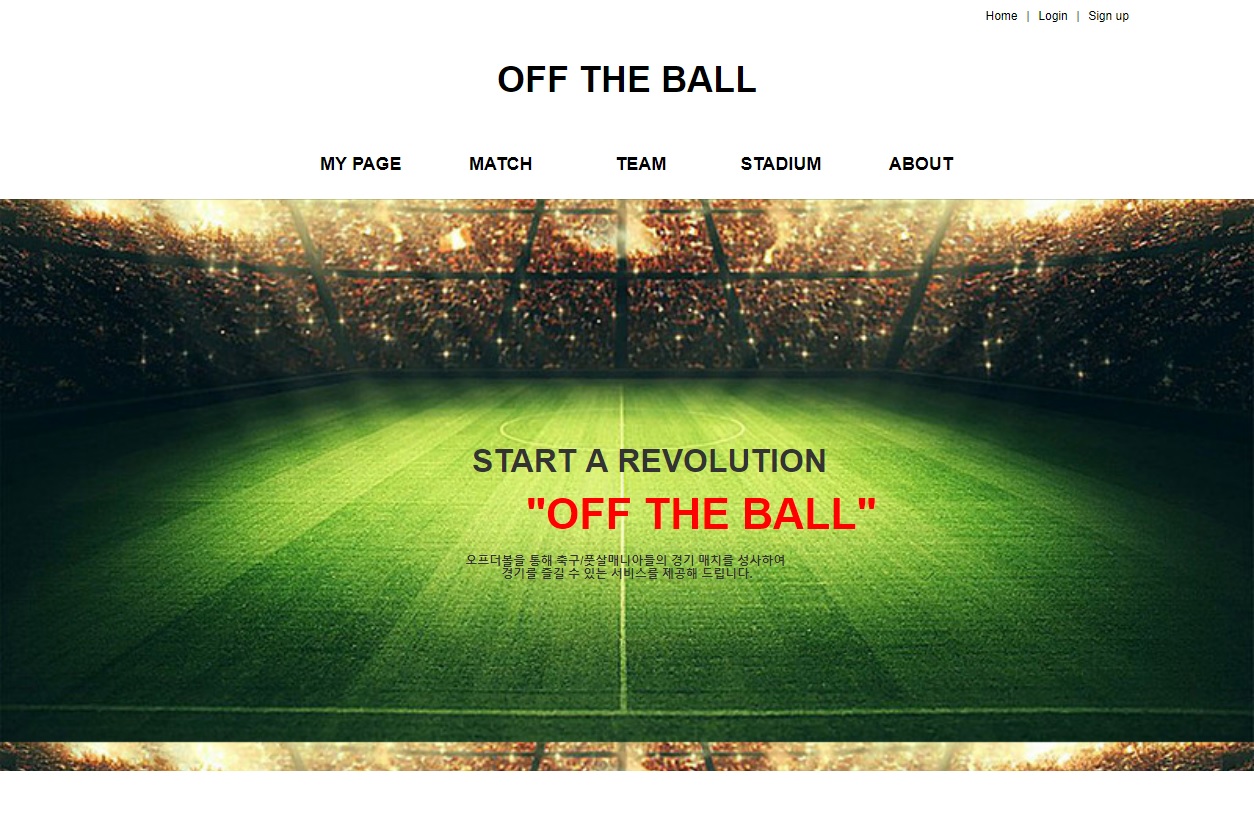 Home | Login | Sign up
OFF THE BALL
MY PAGE MATCH TEAM STADIUM ABOUT
START A REVOLUTION
"OFF THE BALL"
오프더볼을 통해 축구/풋살매니아들의 경기 매치를 성사하여
경기를 즐길 수 있는 서비스를 제공해 드립니다.